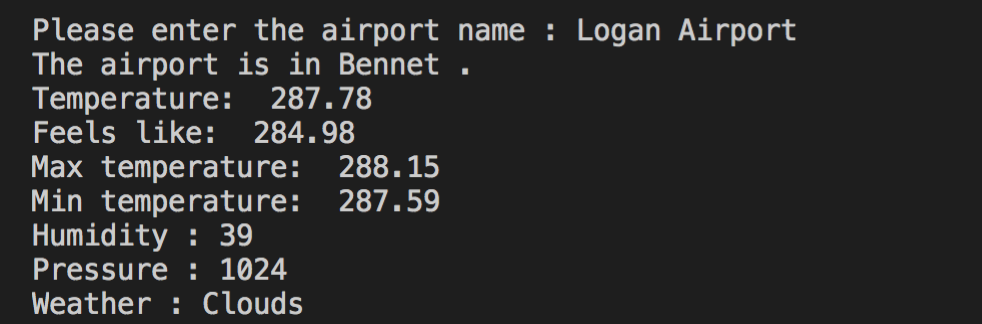 Please enter the airport name : Logan Airport
The airport is in Bennet .
Temperature:  287.78
Feels like:  284.98
Max temperature:  288.15
Min temperature:  287.59
Humidity : 39
Pressure : 1024
Weather : Clouds